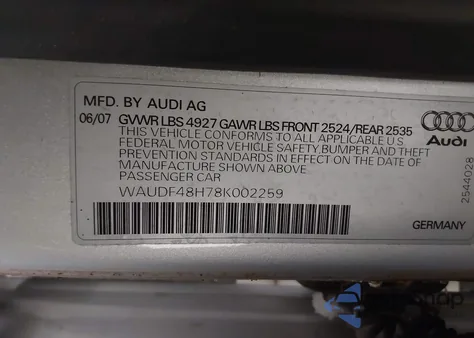 MFD. BY AUDI AG
06/07 GVWR LBS 4927 GAWR LBS FRONT 2524/REAR 2535
THIS VEHICLE CONFORMS TO ALL APPLICABLE U.S.
FEDERAL MOTOR VEHICLE SAFETY,BUMPER AND THEFT
PREVENTION STANDARDS IN EFFECT ON THE DATE OF
MANUFACTURE SHOWN ABOVE.
PASSENGER CAR
WAUDF48H78K002259
Audi
2544028
GERMANY